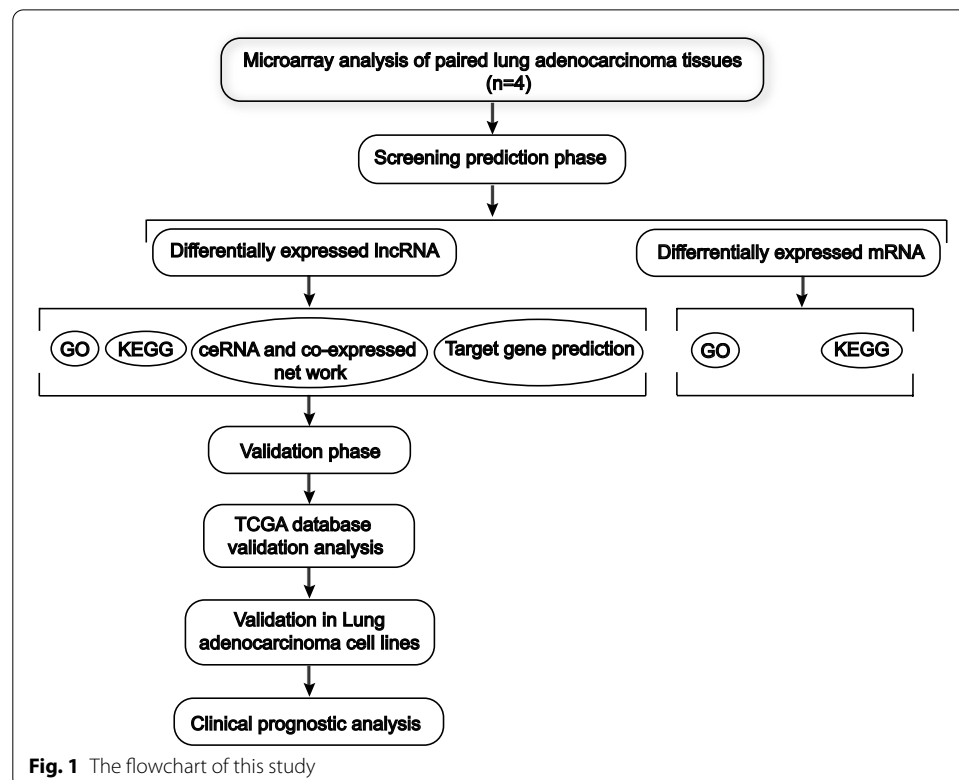 Microarray analysis of paired lung adenocarcinoma tissues
(n=4)
Screening prediction phase
Differentially expressed lncRNA
Differrentially expressed mRNA
GO
KEGG
ceRNA and co-expressed
net work
Target gene prediction
GO
KEGG
Validation phase
TCGA database
validation analysis
Validation in Lung
adenocarcinoma cell lines
Clinical prognostic analysis
Fig. 1 The flowchart of this study